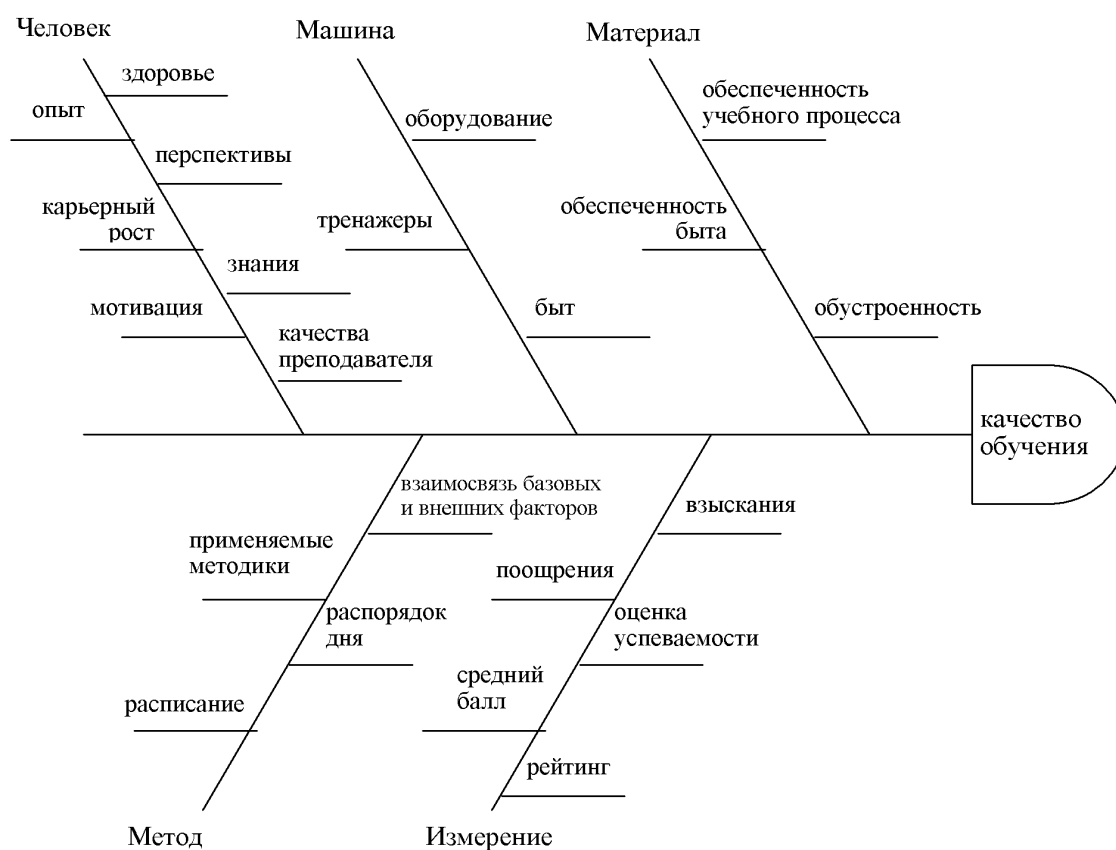 Человек
Машина
Материал
здоровье
опыт
перспективы
карьерный
рост
знания
мотивация
качества
преподавателя
оборудование
тренажеры
быт
обеспеченность
учебного процесса
обеспеченность
быта
обустроенность
качество
обучения
взаимосвязь базовых
и внешних факторов
применяемые
методики
распорядок
дня
расписание
взыскания
поощрения
оценка
успеваемости
средний
балл
рейтинг
Метод
Измерение